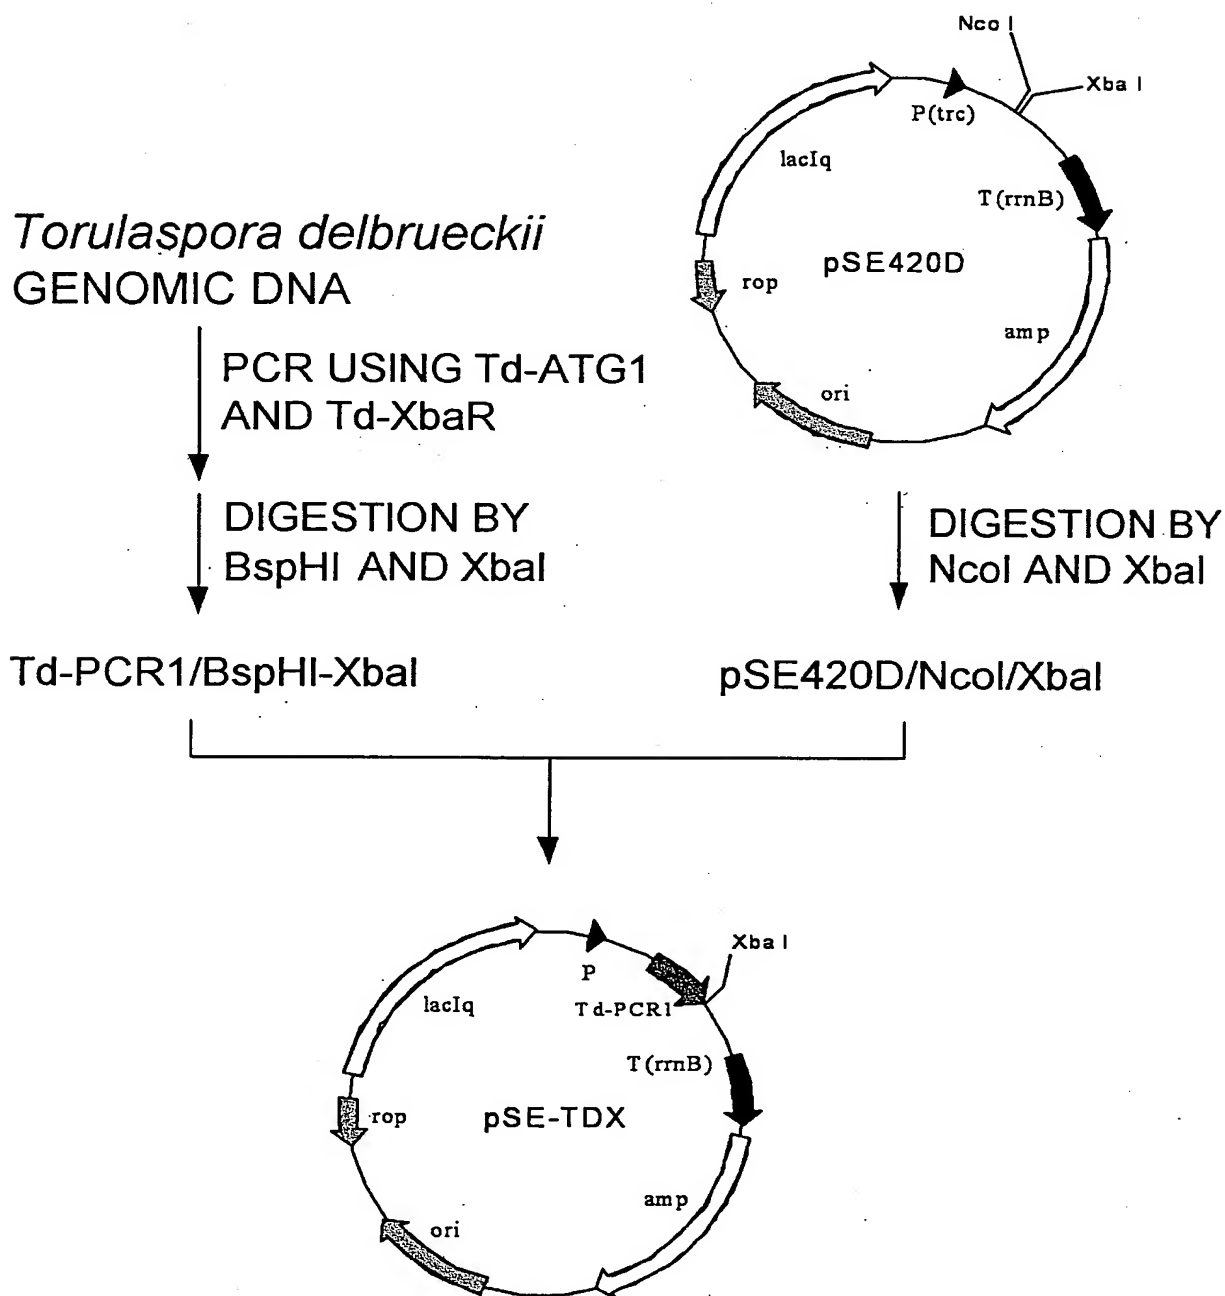 Nco I
Xba I
P(trc)
lacIq
T(rrnB)
pSE420D
rop
amp
ori
Torulaspora delbrueckii
GENOMIC DNA
PCR USING Td-ATG1
AND Td-XbaR
DIGESTION BY
BspHI AND XbaI
DIGESTION BY
NcoI AND XbaI
Td-PCR1/BspHI-XbaI
pSE420D/NcoI/XbaI
Xba I
P
lacIq
Td-PCR1
T(rrnB)
rop
pSE-TDX
amp
ori